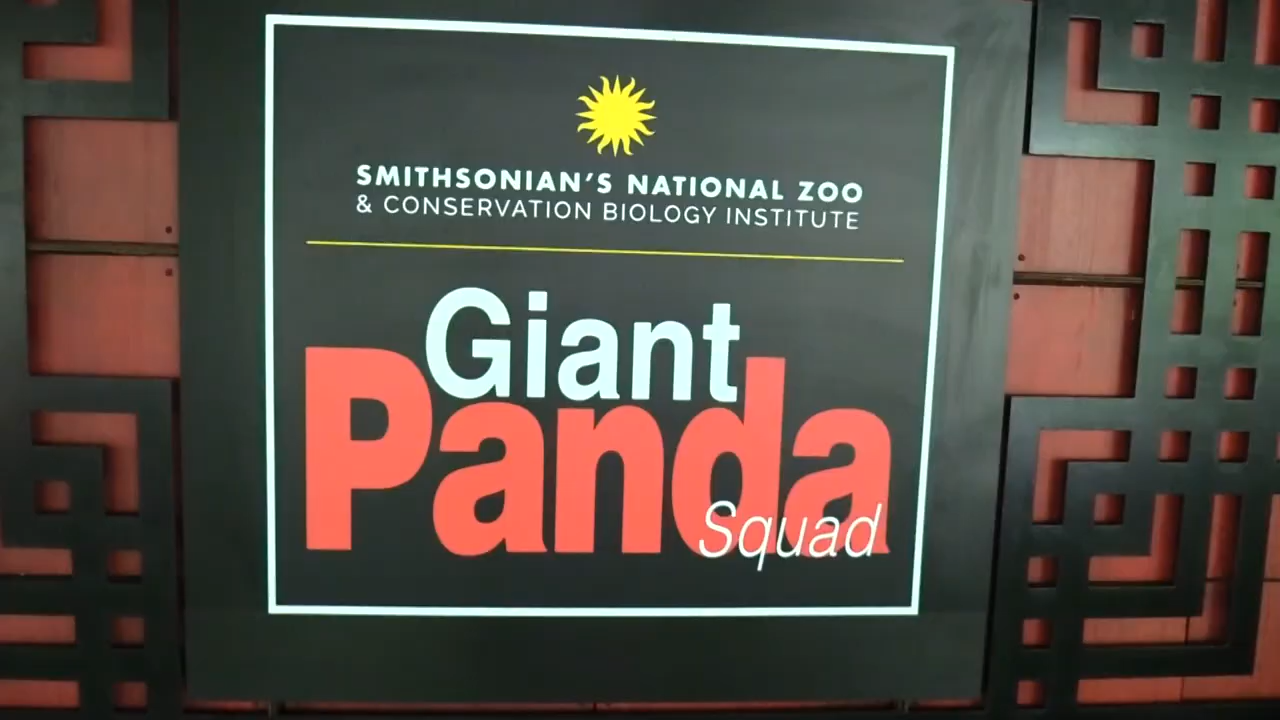 SMITHSONIAN'S NATIONAL ZOO
& CONSERVATION BIOLOGY INSTITUTE
Giant
Panda
Squad